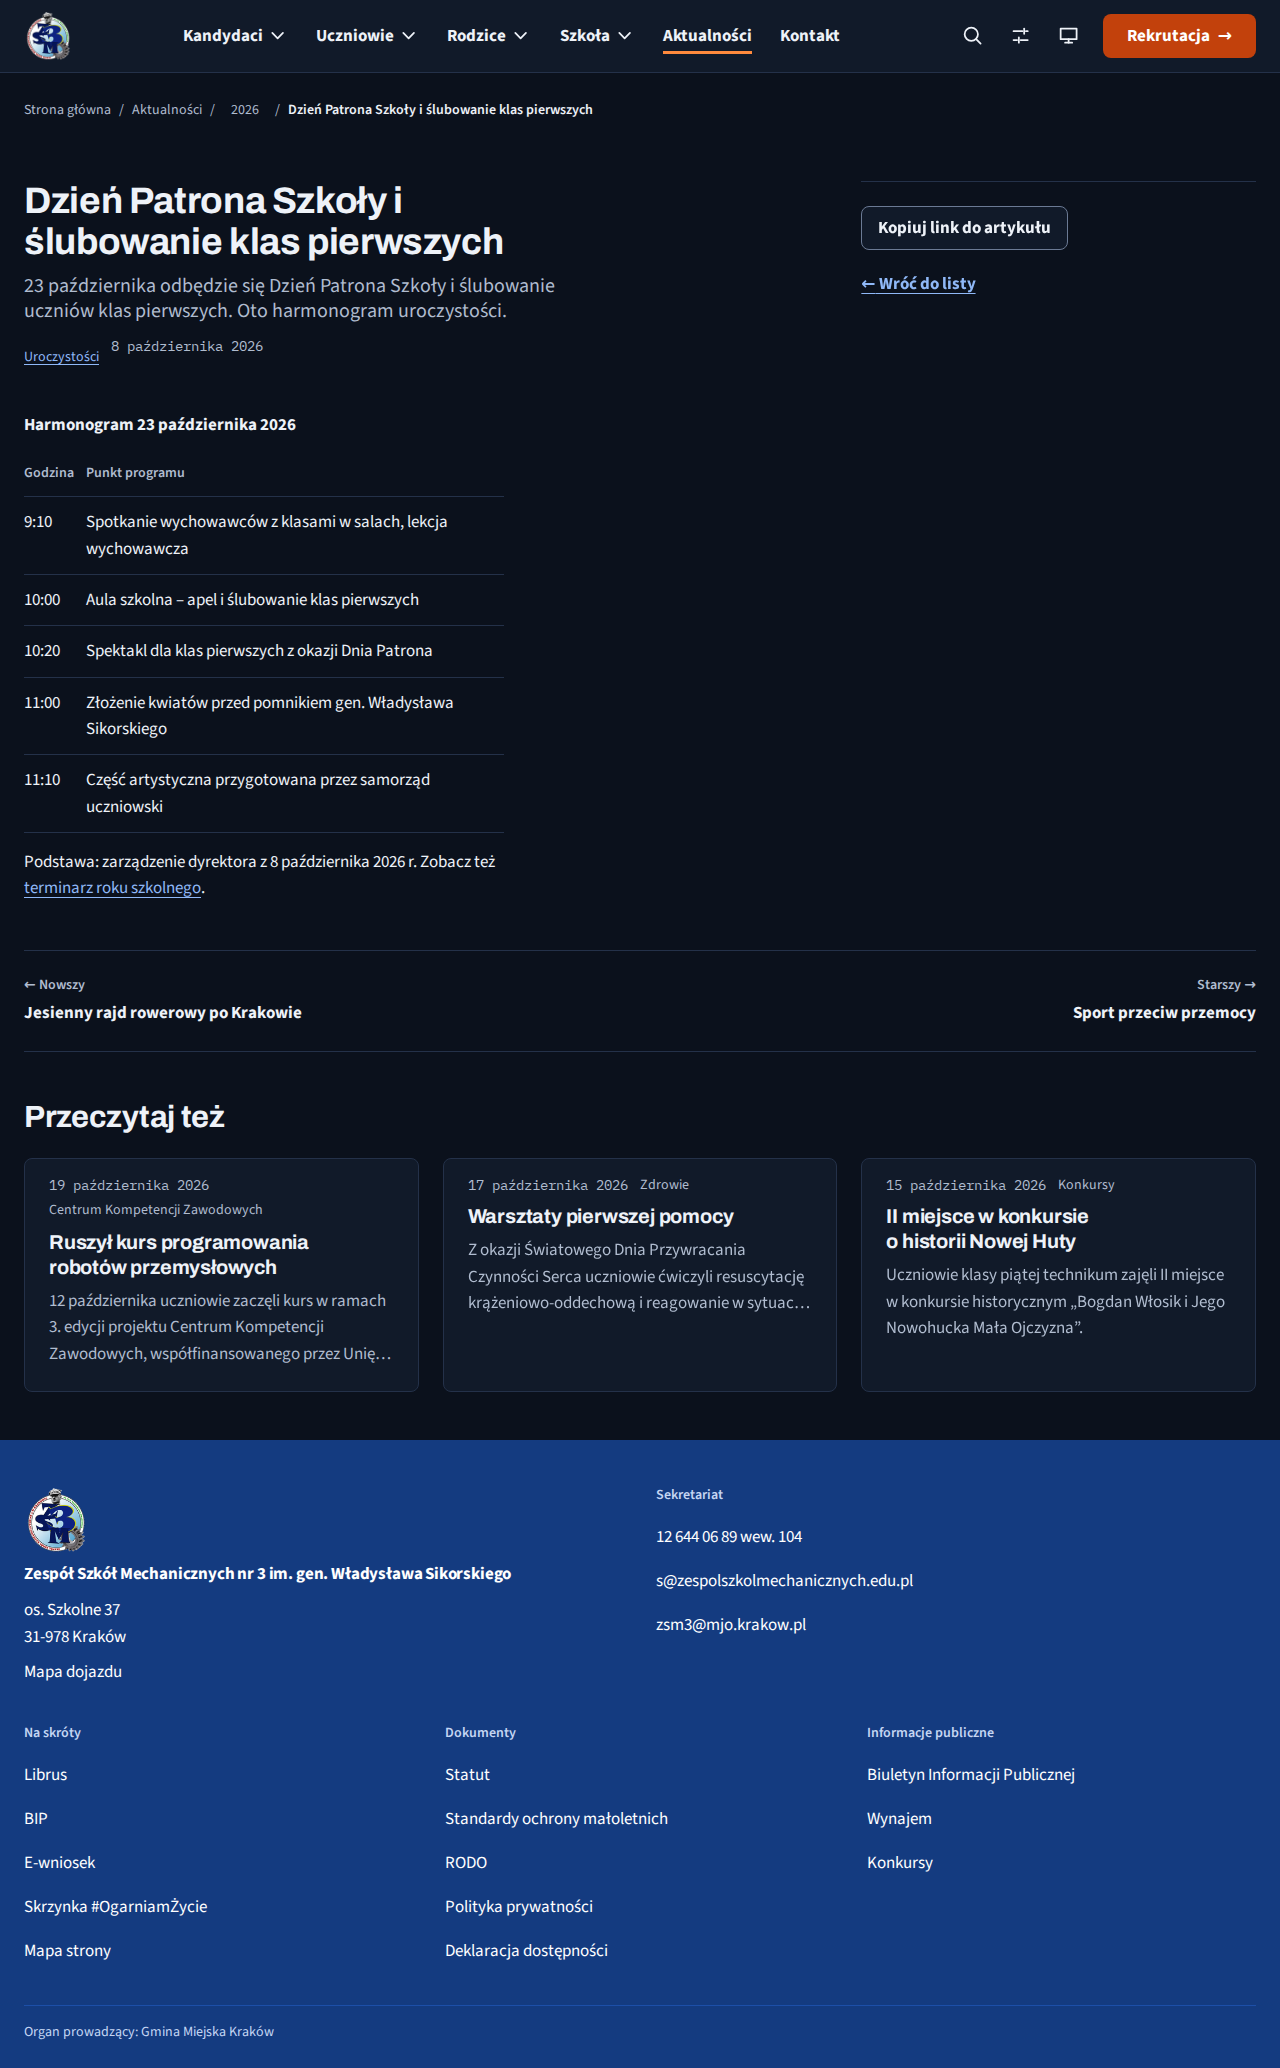 Kandydaci
Uczniowie
Rodzice
Szkoła
Aktualności
Kontakt
Rekrutacja →
Strona główna / Aktualności / 2026 / Dzień Patrona Szkoły i ślubowanie klas pierwszych
Dzień Patrona Szkoły i
ślubowanie klas pierwszych
23 października odbędzie się Dzień Patrona Szkoły i ślubowanie
uczniów klas pierwszych. Oto harmonogram uroczystości.
Uroczystości 8 października 2026
Kopiuj link do artykułu
← Wróć do listy
Harmonogram 23 października 2026
Godzina Punkt programu
9:10 Spotkanie wychowawców z klasami w salach, lekcja
wychowawcza
10:00 Aula szkolna – apel i ślubowanie klas pierwszych
10:20 Spektakl dla klas pierwszych z okazji Dnia Patrona
11:00 Złożenie kwiatów przed pomnikiem gen. Władysława
Sikorskiego
11:10 Część artystyczna przygotowana przez samorząd
uczniowski
Podstawa: zarządzenie dyrektora z 8 października 2026 r. Zobacz też
terminarz roku szkolnego.
← Nowszy
Jesienny rajd rowerowy po Krakowie
Starszy →
Sport przeciw przemocy
Przeczytaj też
19 października 2026
Centrum Kompetencji Zawodowych
Ruszył kurs programowania
robotów przemysłowych
12 października uczniowie zaczęli kurs w ramach
3. edycji projektu Centrum Kompetencji
Zawodowych, współfinansowanego przez Unię…
17 października 2026 Zdrowie
Warsztaty pierwszej pomocy
Z okazji Światowego Dnia Przywracania
Czynności Serca uczniowie ćwiczyli resuscytację
krążeniowo-oddechową i reagowanie w sytuac…
15 października 2026 Konkursy
II miejsce w konkursie
o historii Nowej Huty
Uczniowie klasy piątej technikum zajęli II miejsce
w konkursie historycznym „Bogdan Włosik i Jego
Nowohucka Mała Ojczyzna”.
Zespół Szkół Mechanicznych nr 3 im. gen. Władysława Sikorskiego
os. Szkolne 37
31-978 Kraków
Mapa dojazdu
Sekretariat
12 644 06 89 wew. 104
s@zespolszkolmechanicznych.edu.pl
zsm3@mjo.krakow.pl
Na skróty
Librus
BIP
E-wniosek
Skrzynka #OgarniamŻycie
Mapa strony
Dokumenty
Statut
Standardy ochrony małoletnich
RODO
Polityka prywatności
Deklaracja dostępności
Informacje publiczne
Biuletyn Informacji Publicznej
Wynajem
Konkursy
Organ prowadzący: Gmina Miejska Kraków